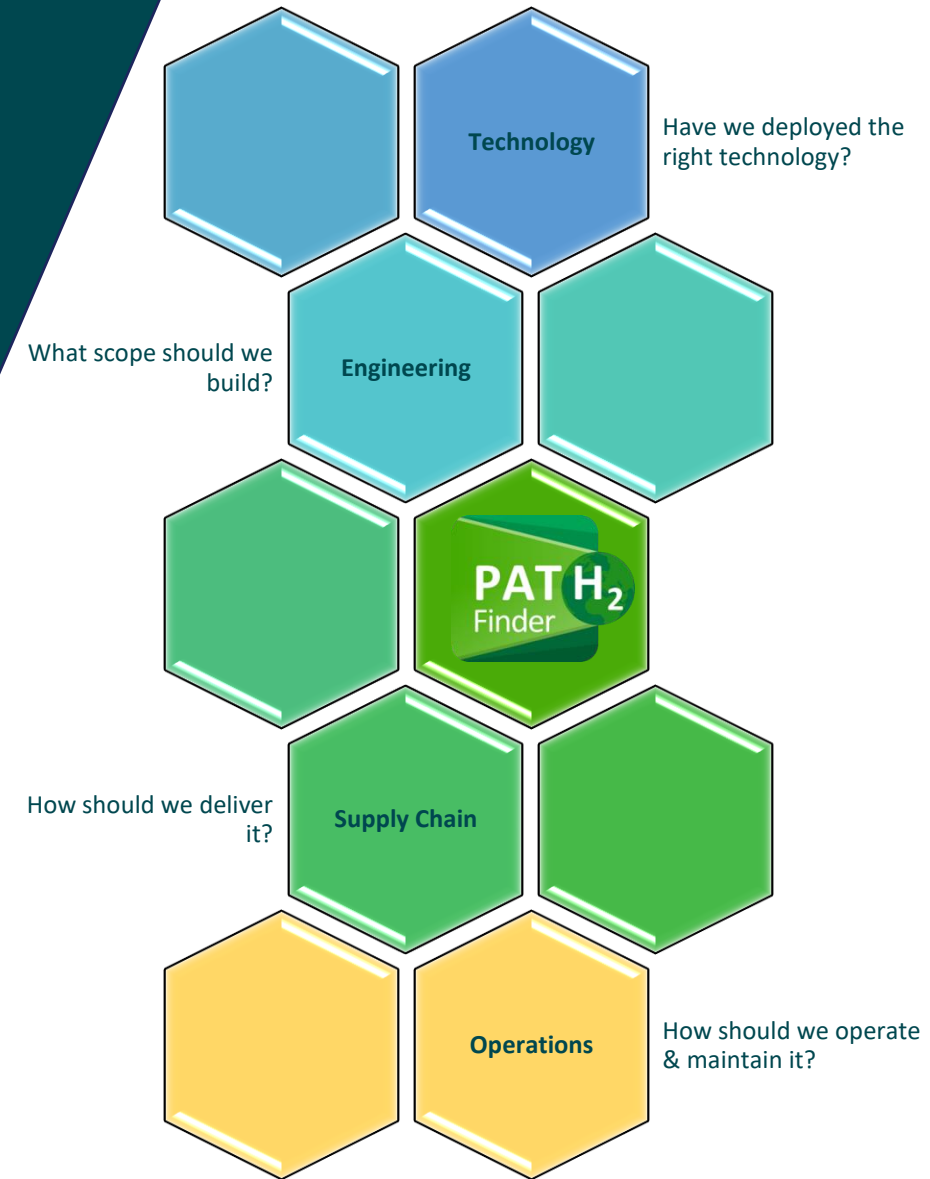 Technology
Have we deployed the
right technology?
What scope should we
build?
Engineering
PATH₂
Finder
How should we deliver
it?
Supply Chain
Operations
How should we operate
& maintain it?